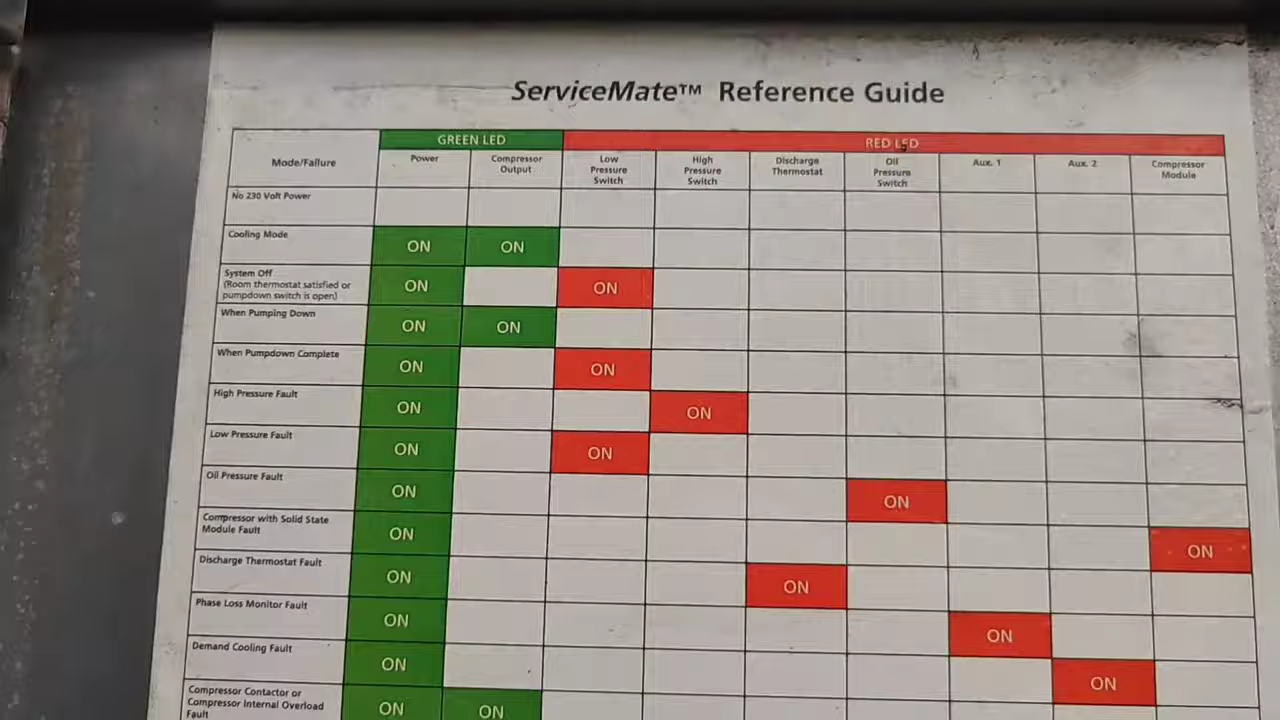 ServiceMate™ Reference Guide
GREEN LED
RED LED
Mode/Failure
Power
Compressor
Output
Low
Pressure
Switch
High
Pressure
Switch
Discharge
Thermostat
Oil
Pressure
Switch
Aux. 1
Aux. 2
Compressor
Module
No 230 Volt Power
Cooling Mode
ON
ON
System Off
(Room thermostat satisfied or
pumpdown switch is open)
ON
ON
When Pumping Down
ON
ON
When Pumpdown Complete
ON
ON
High Pressure Fault
ON
ON
Low Pressure Fault
ON
ON
Oil Pressure Fault
ON
ON
Compressor with Solid State
Module Fault
ON
ON
Discharge Thermostat Fault
ON
ON
Phase Loss Monitor Fault
ON
ON
Demand Cooling Fault
ON
ON
Compressor Contactor or
Compressor Internal Overload
Fault
ON
ON